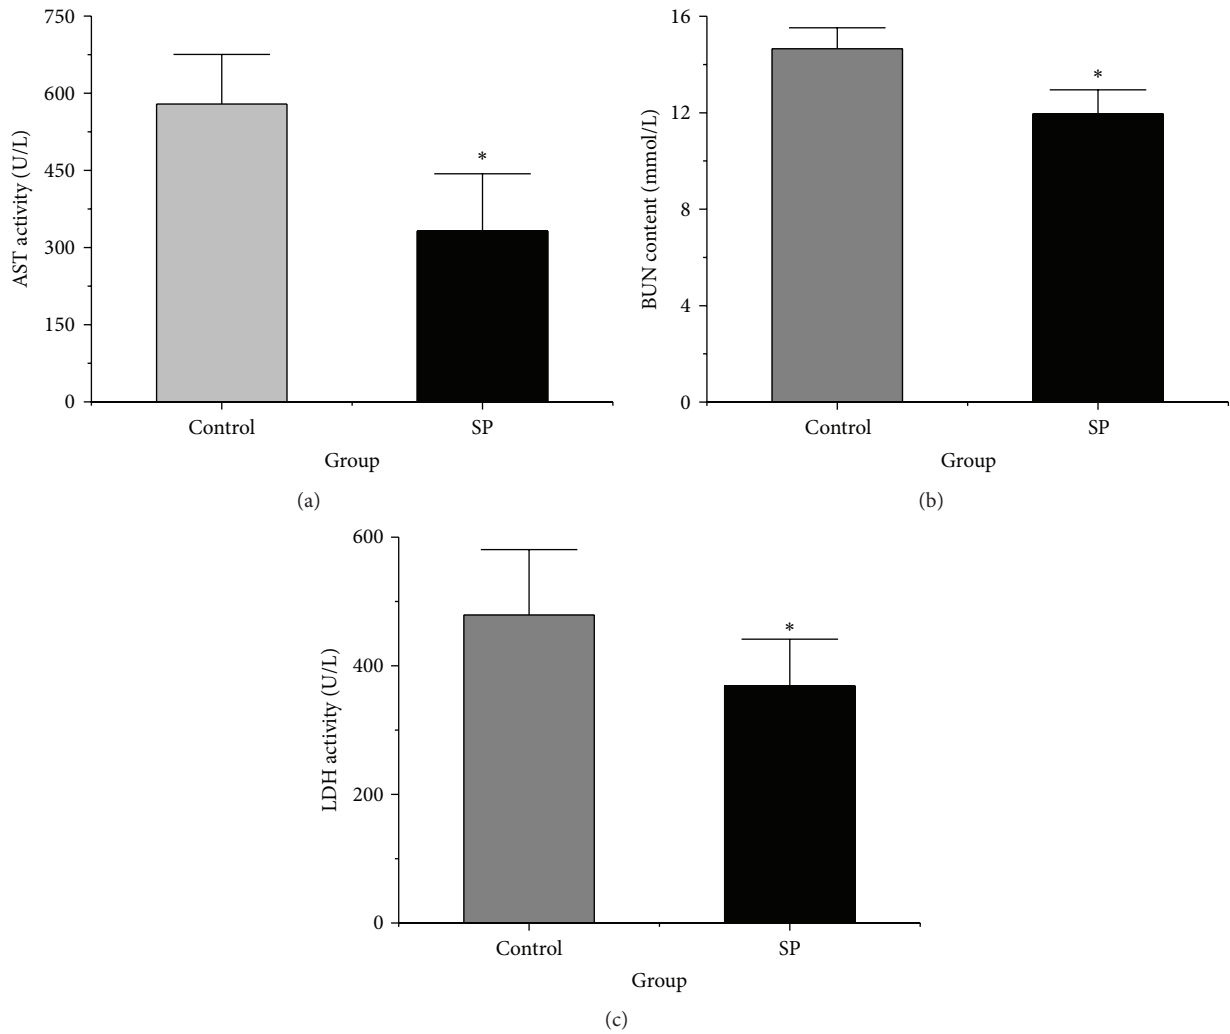 750
600
450
300
150
0
AST activity (U/L)
*
Control
SP
Group
(a)
16
12
8
4
0
BUN content (mmol/L)
*
Control
SP
Group
(b)
600
400
200
0
LDH activity (U/L)
*
Control
SP
Group
(c)